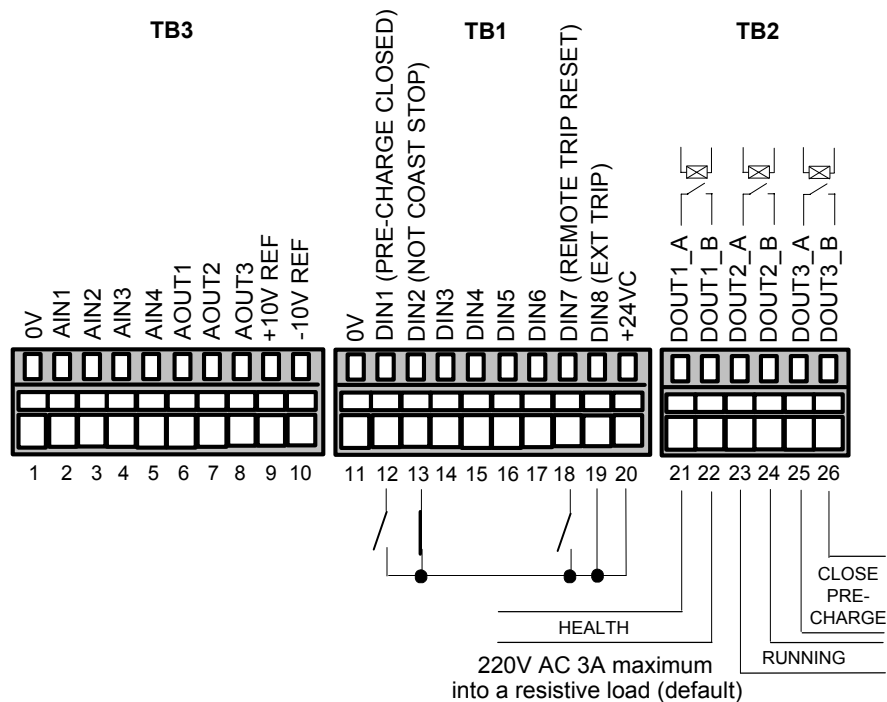 TB3
TB1
TB2
0V
AIN1
AIN2
AIN3
AIN4
AOUT1
AOUT2
AOUT3
+10V REF
-10V REF
0V
DIN1 (PRE-CHARGE CLOSED)
DIN2 (NOT COAST STOP)
DIN3
DIN4
DIN5
DIN6
DIN7 (REMOTE TRIP RESET)
DIN8 (EXT TRIP)
+24VC
DOUT1_A
DOUT1_B
DOUT2_A
DOUT2_B
DOUT3_A
DOUT3_B
1 2 3 4 5 6 7 8 9 10
11 12 13 14 15 16 17 18 19 20
21 22 23 24 25 26
CLOSE
PRE-
CHARGE
HEALTH
RUNNING
220V AC 3A maximum
into a resistive load (default)